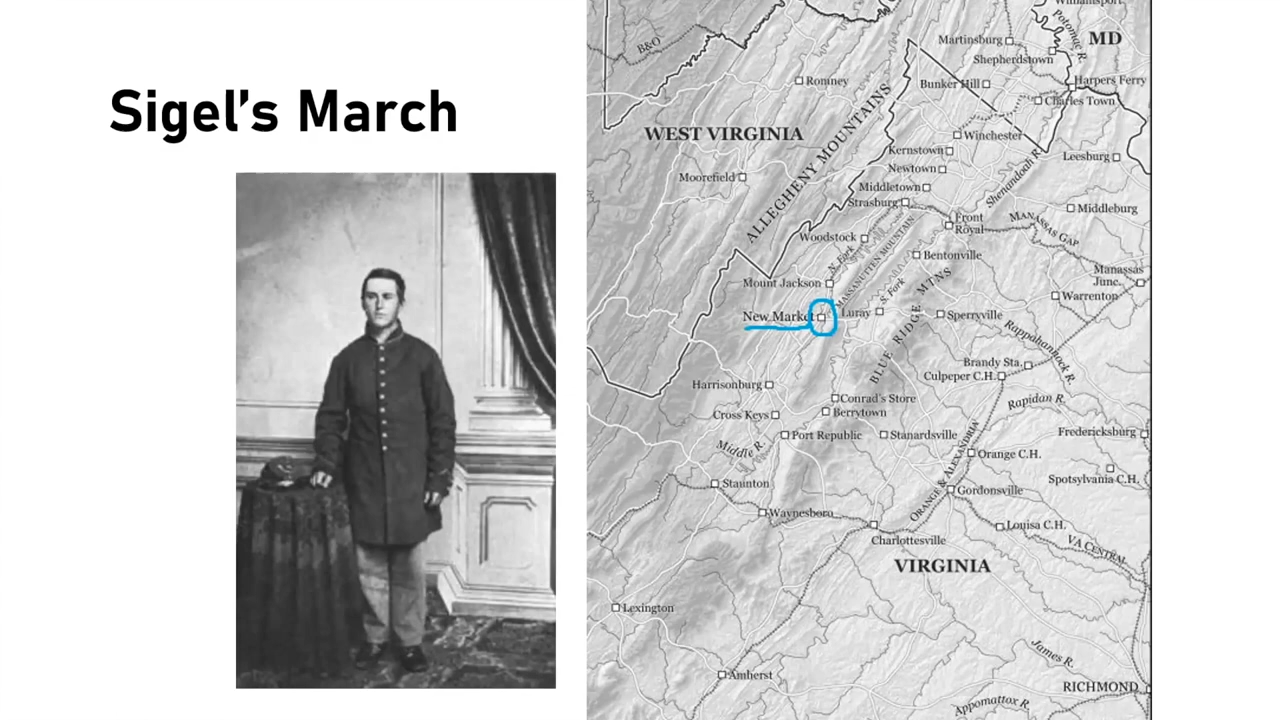 Sigel's March
Williamsport
B&O
Potomac R.
MD
Martinsburg
Shepherdstown
Romney
Bunker Hill
Harpers Ferry
Charles Town
WEST VIRGINIA
ALLEGHENY MOUNTAINS
Winchester
Kernstown
Leesburg
Newtown
Shenandoah R.
Moorefield
Middletown
Strasburg
Middleburg
Front
Royal
MANASSAS GAP
Woodstock
N. Fork
MASSANUTTEN MOUNTAIN
Bentonville
Manassas
Junc.
Mount Jackson
S. Fork
Warrenton
New Market
Luray
Sperryville
BLUE RIDGE MTNS
Rappahannock R.
Brandy Sta.
Culpeper C.H.
Harrisonburg
Conrad's Store
Rapidan R.
Cross Keys
Berrytown
Middle R.
Port Republic
Stanardsville
Fredericksburg
Orange C.H.
Spotsylvania C.H.
Staunton
ORANGE & ALEXANDRIA
Gordonsville
Waynesboro
Louisa C.H.
Charlottesville
VA CENTRAL
VIRGINIA
Lexington
James R.
Amherst
RICHMOND
Appomattox R.